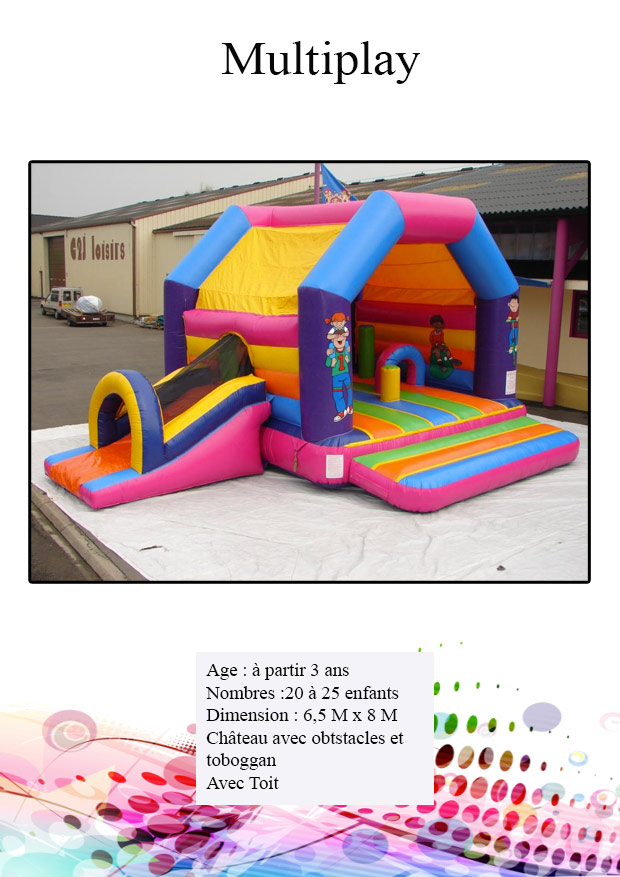 Multiplay
C2J loisirs
Age : à partir 3 ans
Nombres :20 à 25 enfants
Dimension : 6,5 M x 8 M
Château avec obtstacles et
toboggan
Avec Toit